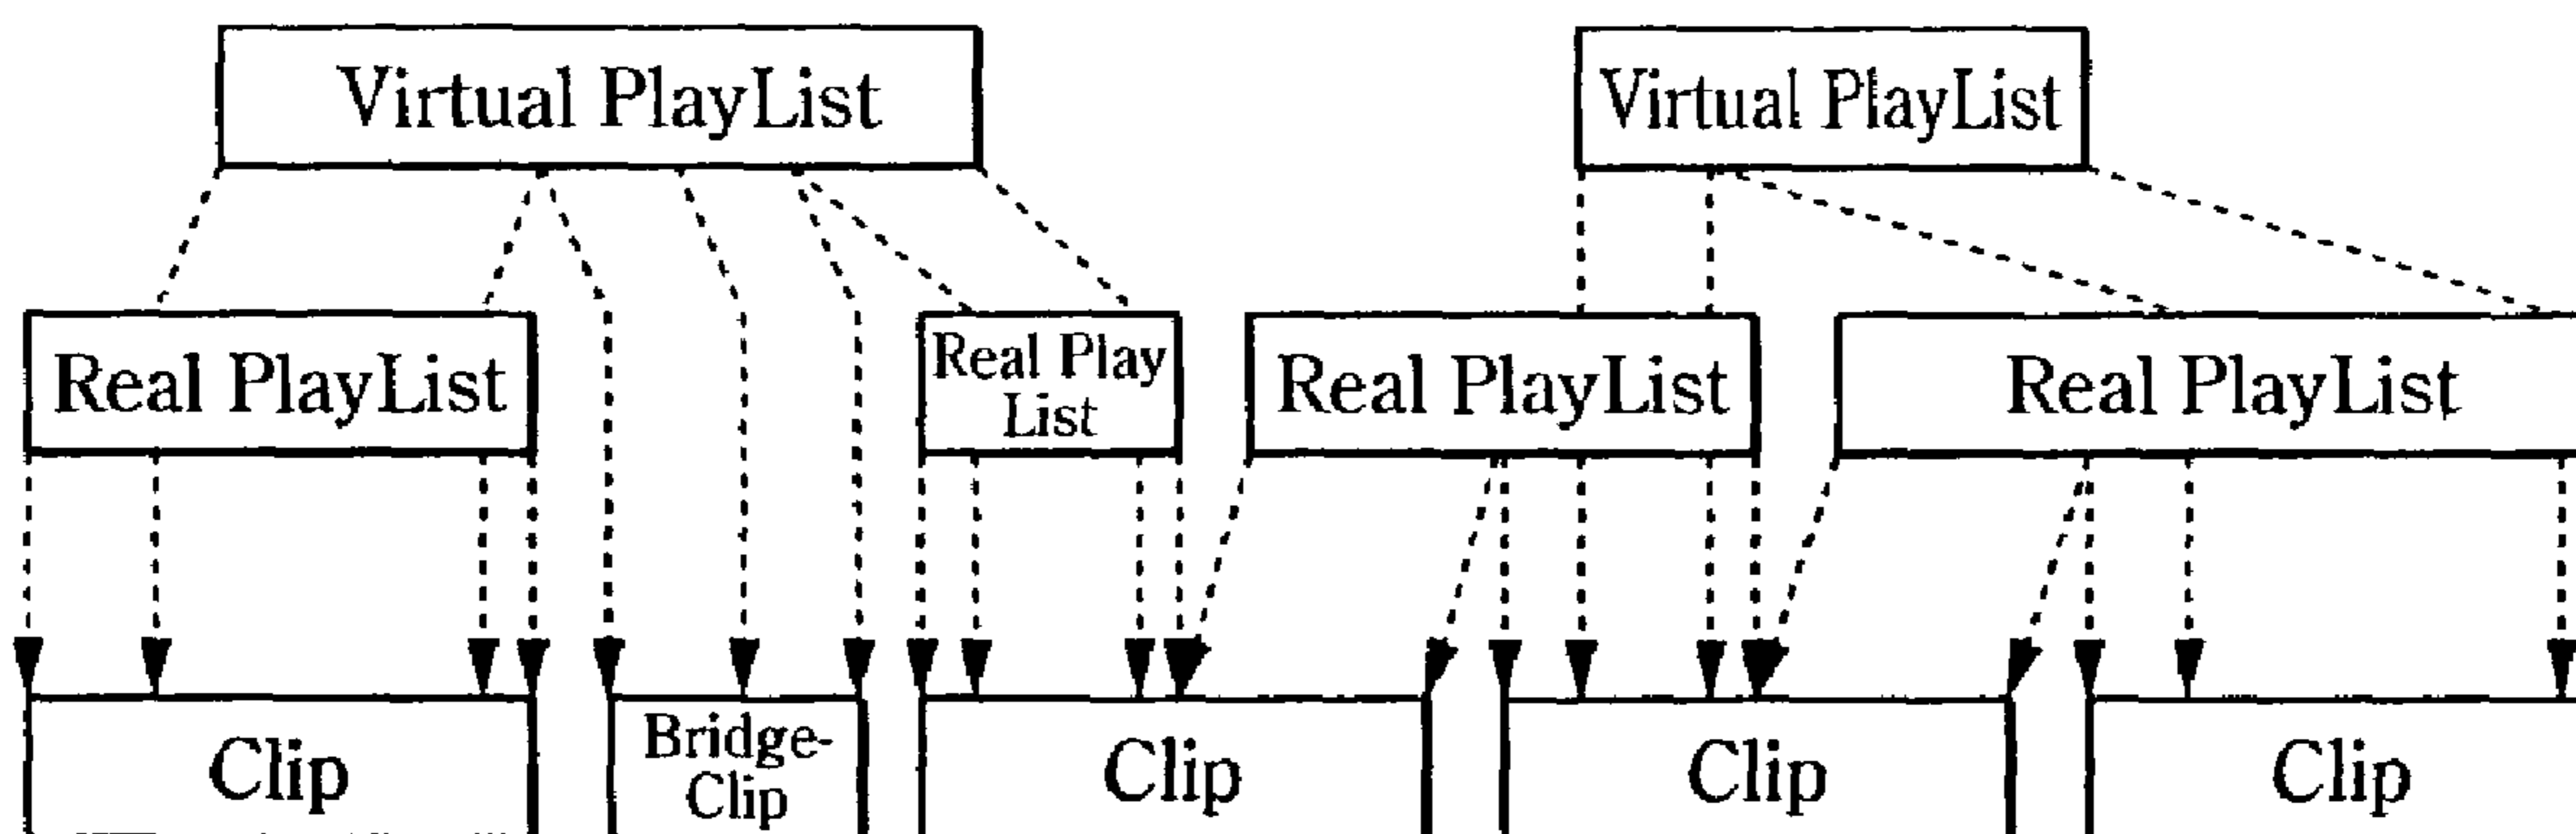 Virtual PlayList
Virtual PlayList
Real PlayList
Real Play
List
Real PlayList
Real PlayList
Clip
Bridge-
Clip
Clip
Clip
Clip